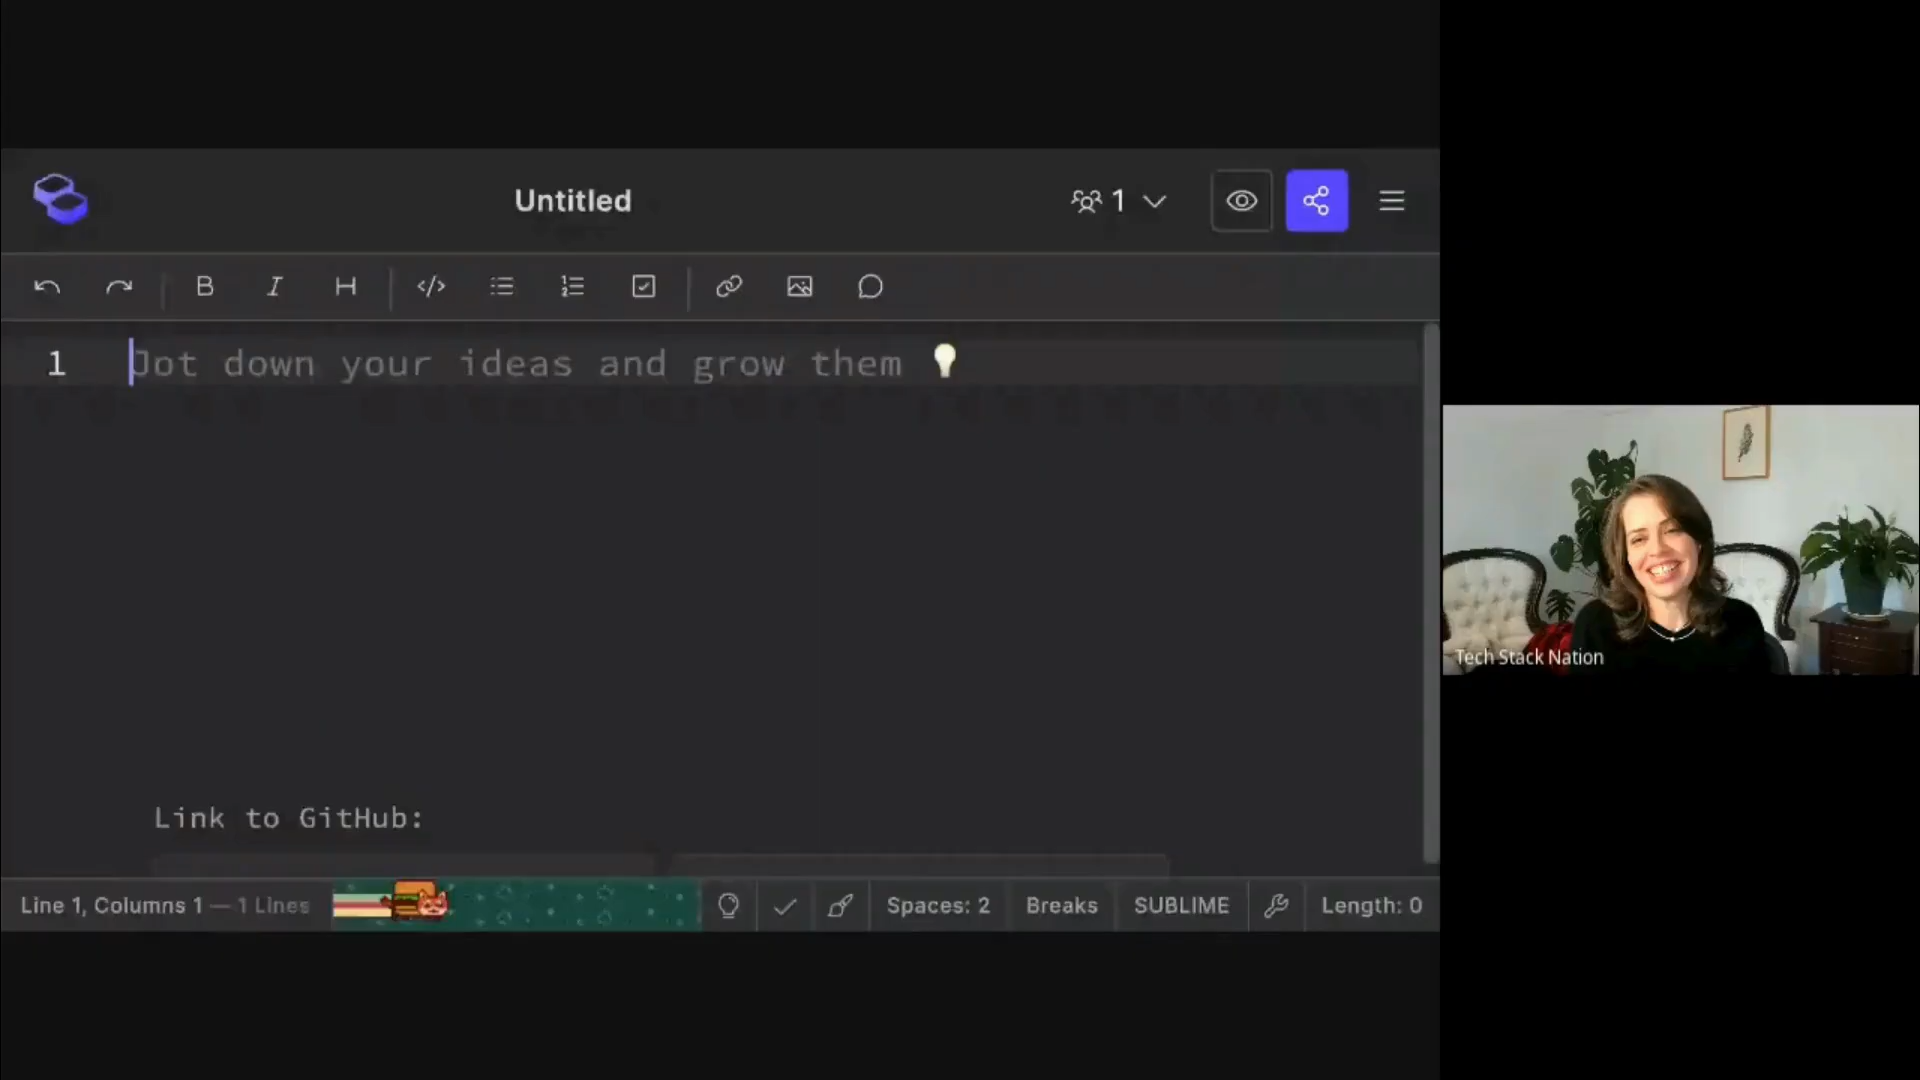 Untitled
1
1
Jot down your ideas and grow them
Link to GitHub:
Line 1, Columns 1 — 1 Lines
Spaces: 2
Breaks
SUBLIME
Length: 0
Tech Stack Nation